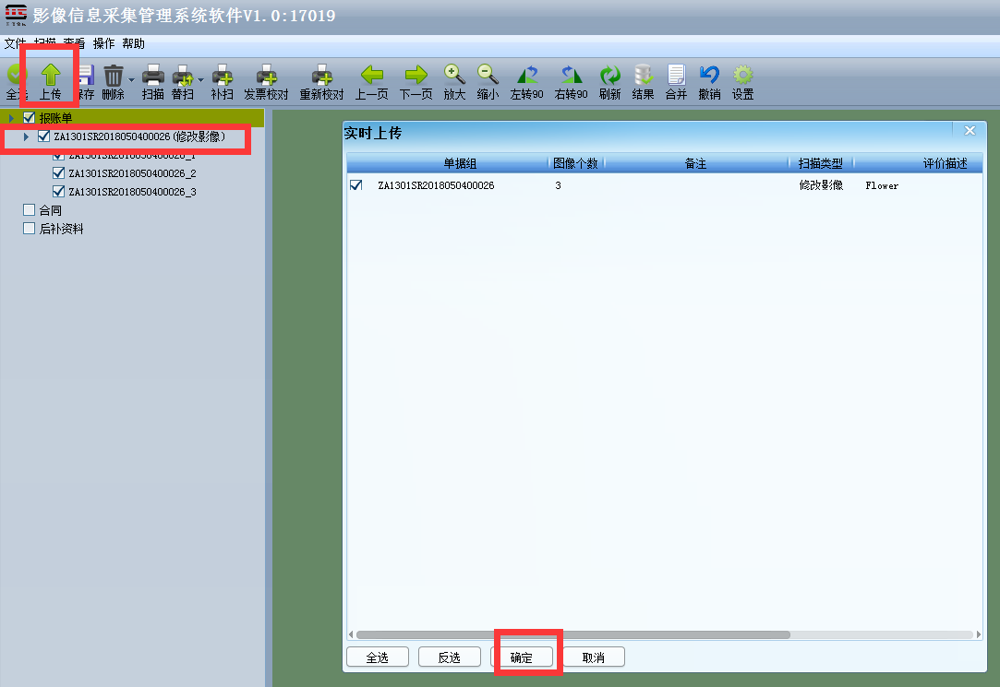 影像信息采集管理系统软件V1.0:17019
文件 扫描 查看 操作 帮助
全选 上传 保存 删除 扫描 替扫 补扫 发票核对 重新核对 上一页 下一页 放大 缩小 左转90 右转90 刷新 结果 合并 撤销 设置
报账单
ZA1301SR2018050400026(修改影像)
ZA1301SR2018050400026_1
ZA1301SR2018050400026_2
ZA1301SR2018050400026_3
合同
后补资料
实时上传
单据组 图像个数 备注 扫描类型 评价描述
ZA1301SR2018050400026 3 修改影像 Flower
全选 反选 确定 取消